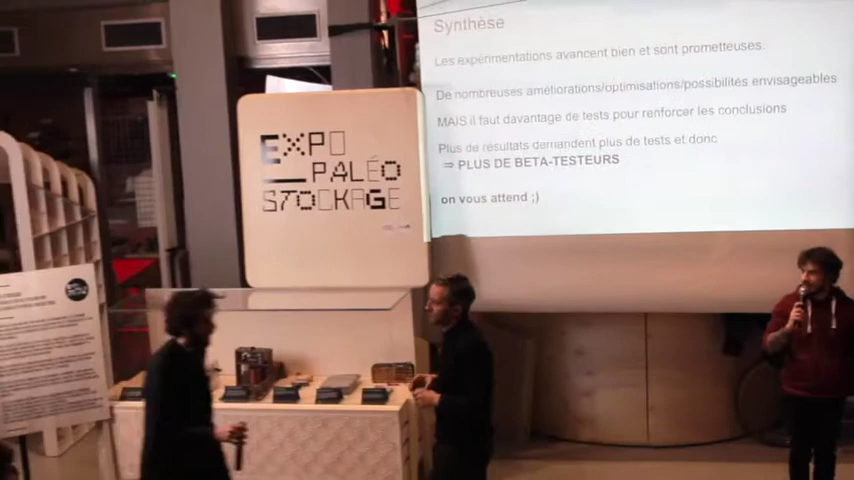 Synthèse
Les expérimentations avancent bien et sont prometteuses.
De nombreuses améliorations/optimisations/possibilités envisageables
MAIS il faut davantage de tests pour renforcer les conclusions
Plus de résultats demandent plus de tests et donc
⇒ PLUS DE BETA-TESTEURS
on vous attend ;)
EXPO
PALÉO
STOCKAGE